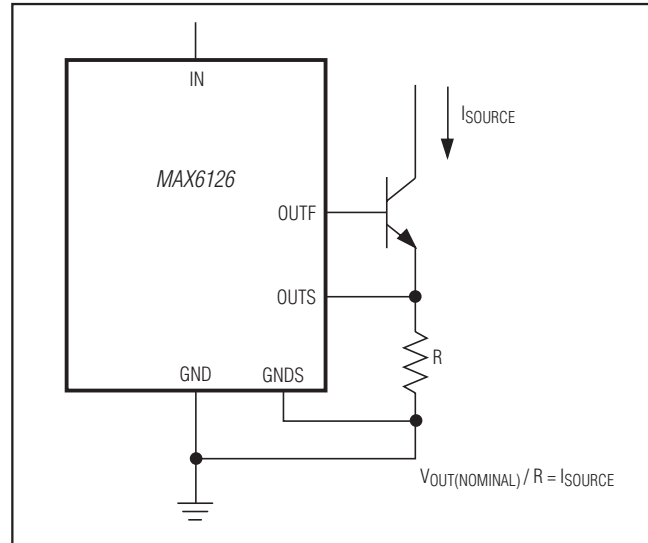 IN
ISOURCE
MAX6126
OUTF
OUTS
R
GND
GNDS
VOUT(NOMINAL) / R = ISOURCE